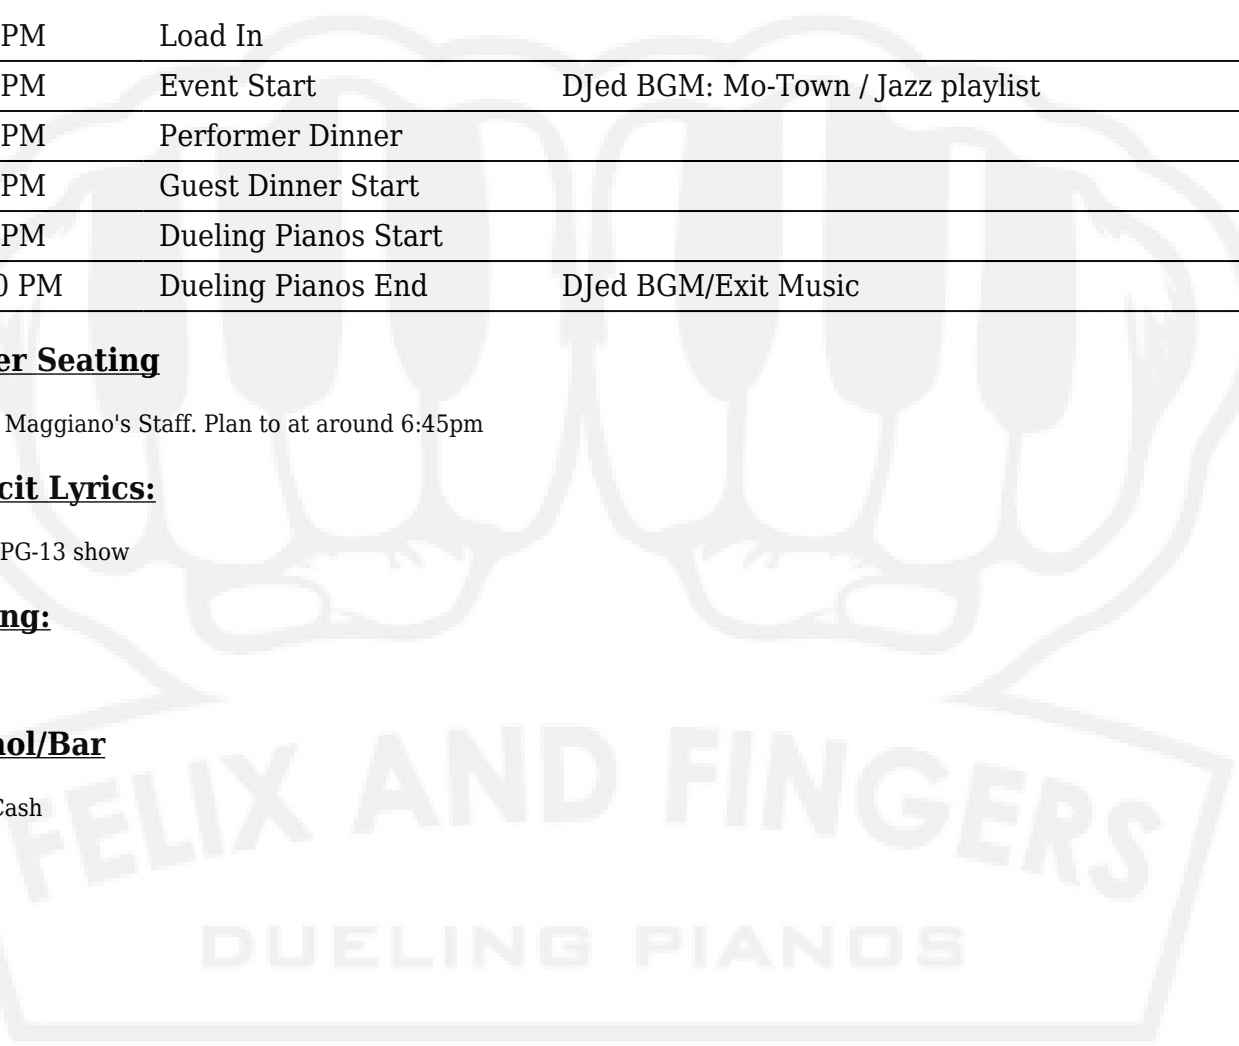 PM Load In
PM Event Start DJed BGM: Mo-Town / Jazz playlist
PM Performer Dinner
PM Guest Dinner Start
PM Dueling Pianos Start
0 PM Dueling Pianos End DJed BGM/Exit Music
er Seating
Maggiano's Staff. Plan to at around 6:45pm
cit Lyrics:
PG-13 show
ng:
ol/Bar
Cash
FELIX AND FINGERS
DUELING PIANOS